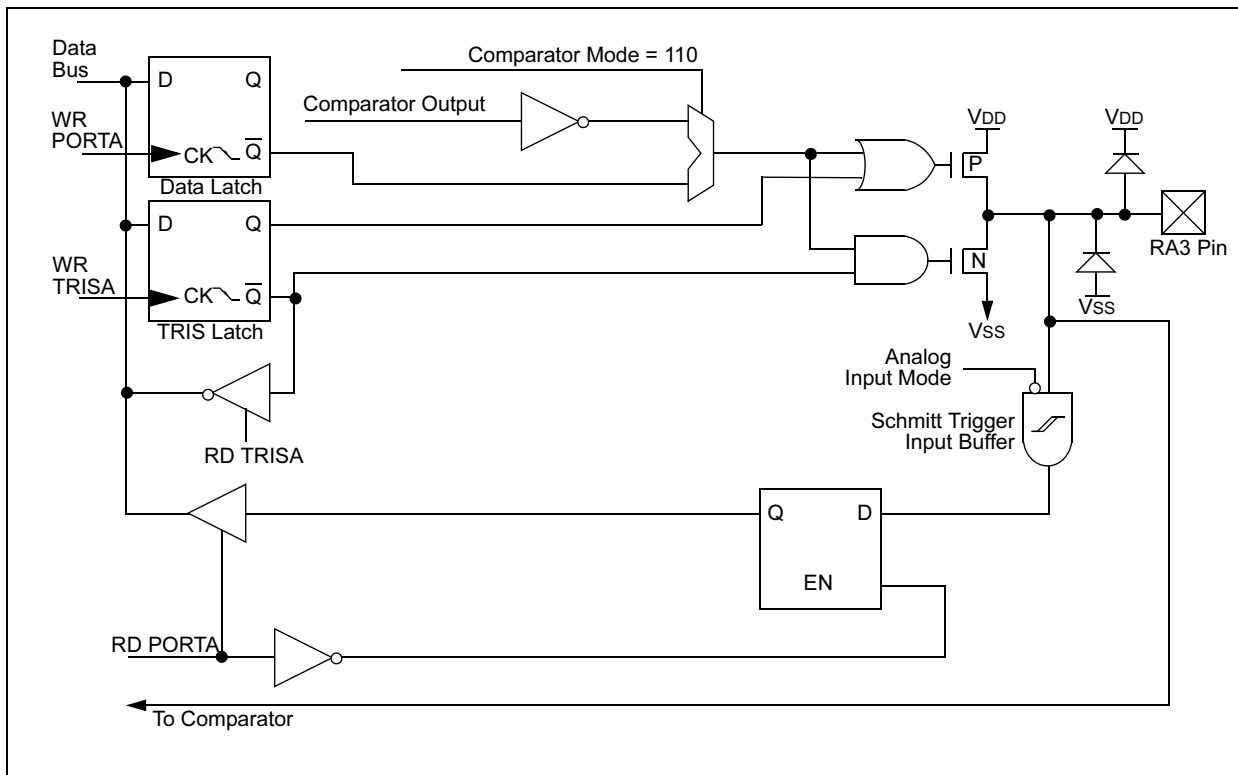 Data
Bus
D
Q
WR
PORTA
CK
Q
Data Latch
Comparator Mode = 110
Comparator Output
VDD
P
VDD
D
Q
WR
TRISA
CK
Q
TRIS Latch
N
VSS
VSS
RA3 Pin
Analog
Input Mode
Schmitt Trigger
Input Buffer
RD TRISA
Q
D
EN
RD PORTA
To Comparator